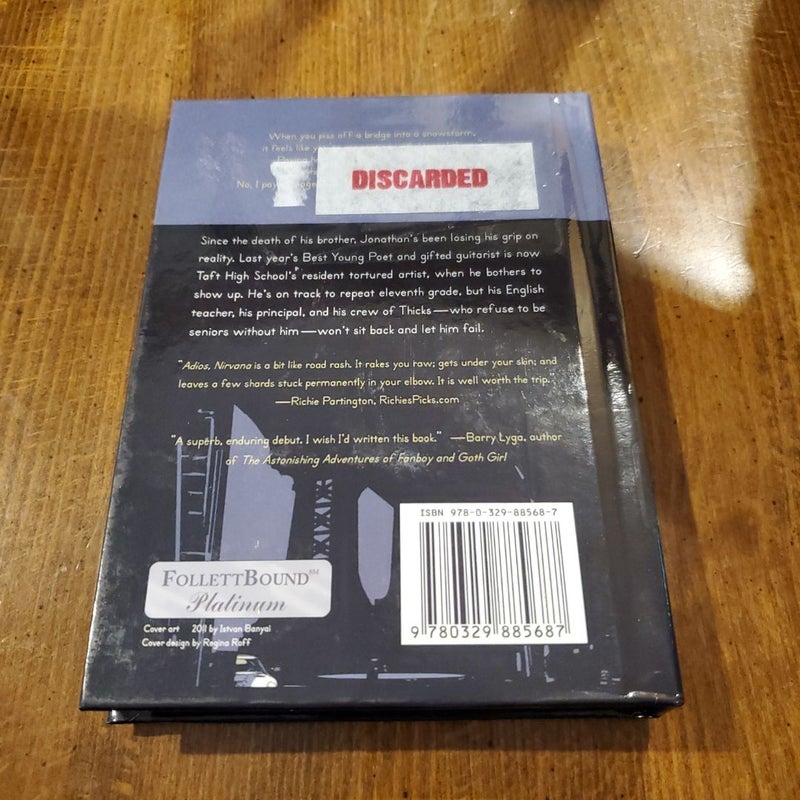 When you piss off a bridge into a snowstorm,
it feels like
DISCARDED
No, I
Since the death of his brother, Jonathan's been losing his grip on
reality. Last year's Best Young Poet and gifted guitarist is now
Taft High School's resident tortured artist, when he bothers to
show up. He's on track to repeat eleventh grade, but his English
teacher, his principal, and his crew of Thicks—who refuse to be
seniors without him—won't sit back and let him fail.
"Adios, Nirvana is a bit like road rash. It rakes you raw; gets under your skin; and
leaves a few shards stuck permanently in your elbow. It is well worth the trip.
—Richie Partington, RichiesPicks.com
"A superb, enduring debut. I wish I'd written this book." —Barry Lyga, author
of The Astonishing Adventures of Fanboy and Goth Girl
ISBN 978-0-329-88568-7
9 780329 885687
FOLLETTBOUND℠
Platinum
Cover art 2011 by Istvan Banyai
Cover design by Regina Roff